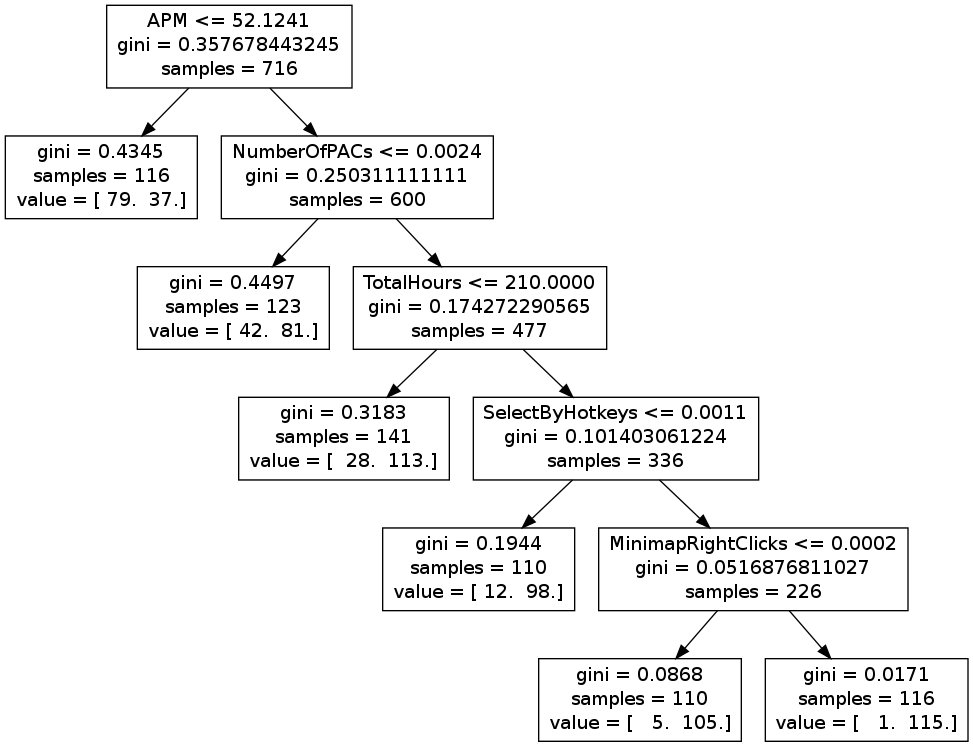 APM <= 52.1241
gini = 0.357678443245
samples = 716
gini = 0.4345
samples = 116
value = [ 79.  37.]
NumberOfPACs <= 0.0024
gini = 0.250311111111
samples = 600
gini = 0.4497
samples = 123
value = [ 42.  81.]
TotalHours <= 210.0000
gini = 0.174272290565
samples = 477
gini = 0.3183
samples = 141
value = [  28.  113.]
SelectByHotkeys <= 0.0011
gini = 0.101403061224
samples = 336
gini = 0.1944
samples = 110
value = [ 12.  98.]
MinimapRightClicks <= 0.0002
gini = 0.0516876811027
samples = 226
gini = 0.0868
samples = 110
value = [   5.  105.]
gini = 0.0171
samples = 116
value = [   1.  115.]